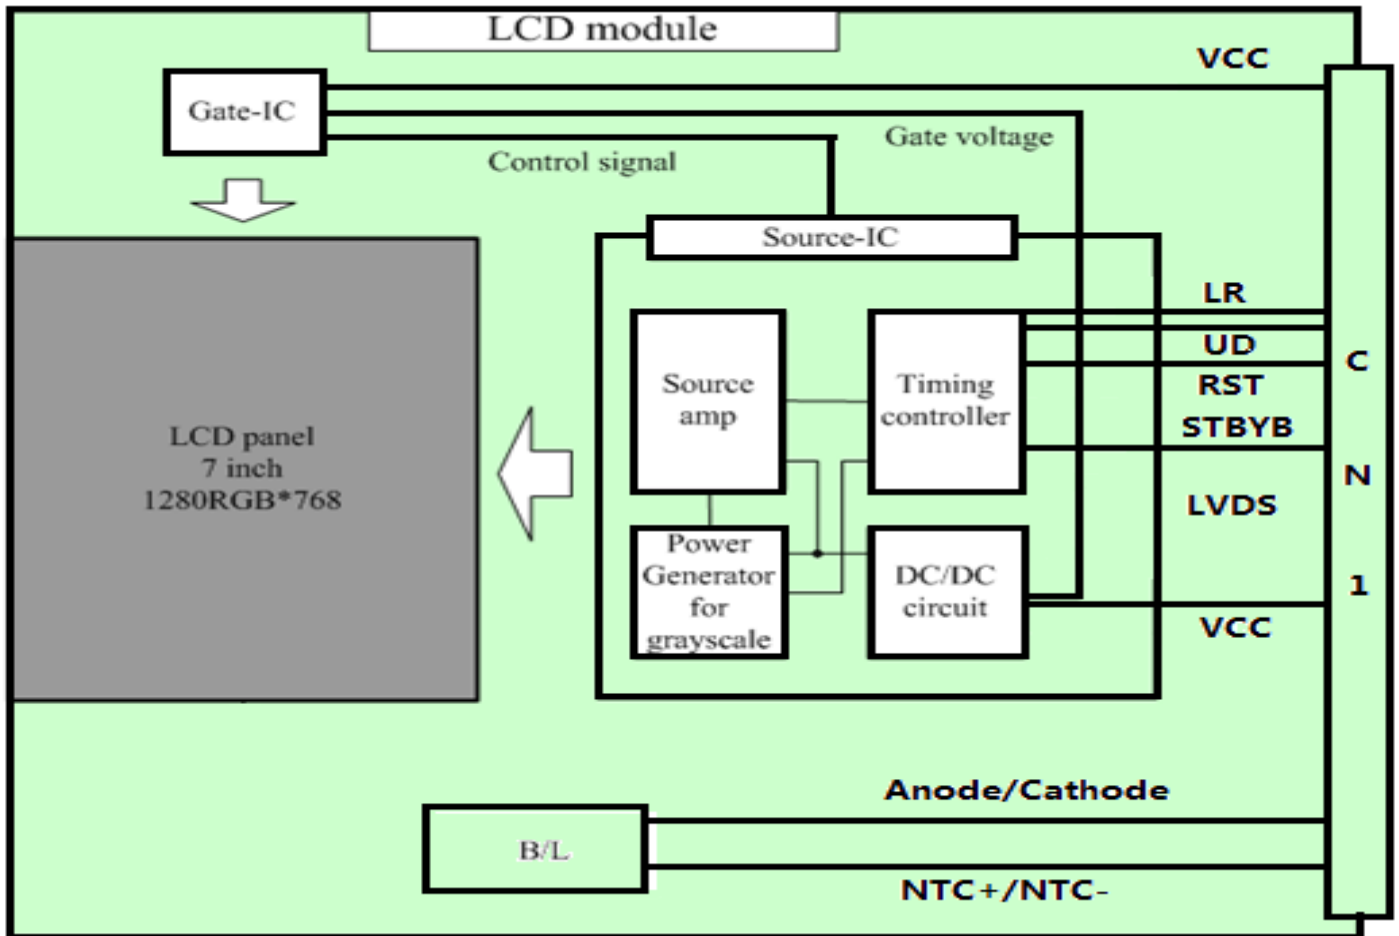 LCD module
VCC
Gate-IC
Gate voltage
Control signal
Source-IC
LR
UD
RST
STBYB
LVDS
VCC
C
N
1
Source
amp
Timing
controller
LCD panel
7 inch
1280RGB*768
Power
Generator
for
grayscale
DC/DC
circuit
Anode/Cathode
B/L
NTC+/NTC-